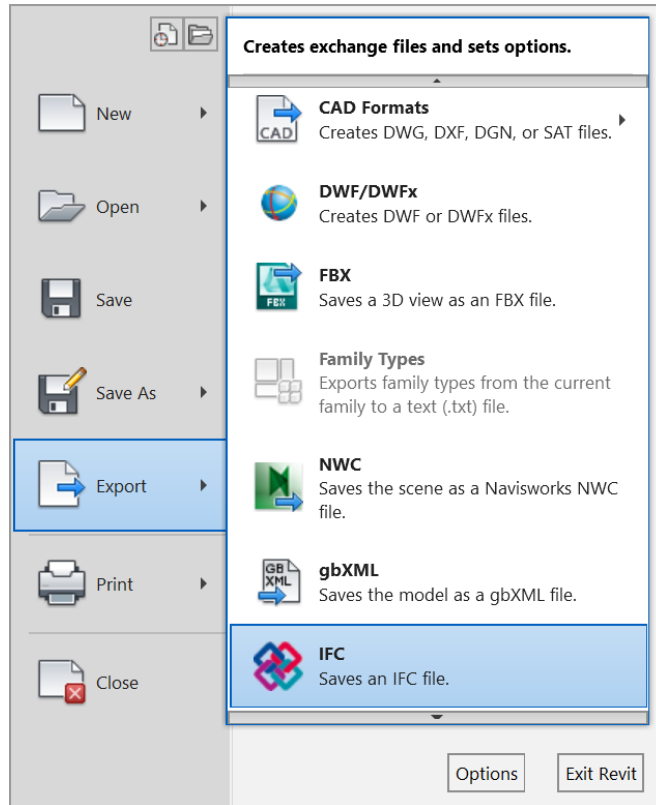 Creates exchange files and sets options.
New
Open
Save
Save As
Export
Print
Close
CAD
CAD Formats
Creates DWG, DXF, DGN, or SAT files.
DWF/DWFx
Creates DWF or DWFx files.
FBX
FBX
Saves a 3D view as an FBX file.
Family Types
Exports family types from the current
family to a text (.txt) file.
NWC
Saves the scene as a Navisworks NWC
file.
GB
XML
gbXML
Saves the model as a gbXML file.
IFC
Saves an IFC file.
Options
Exit Revit